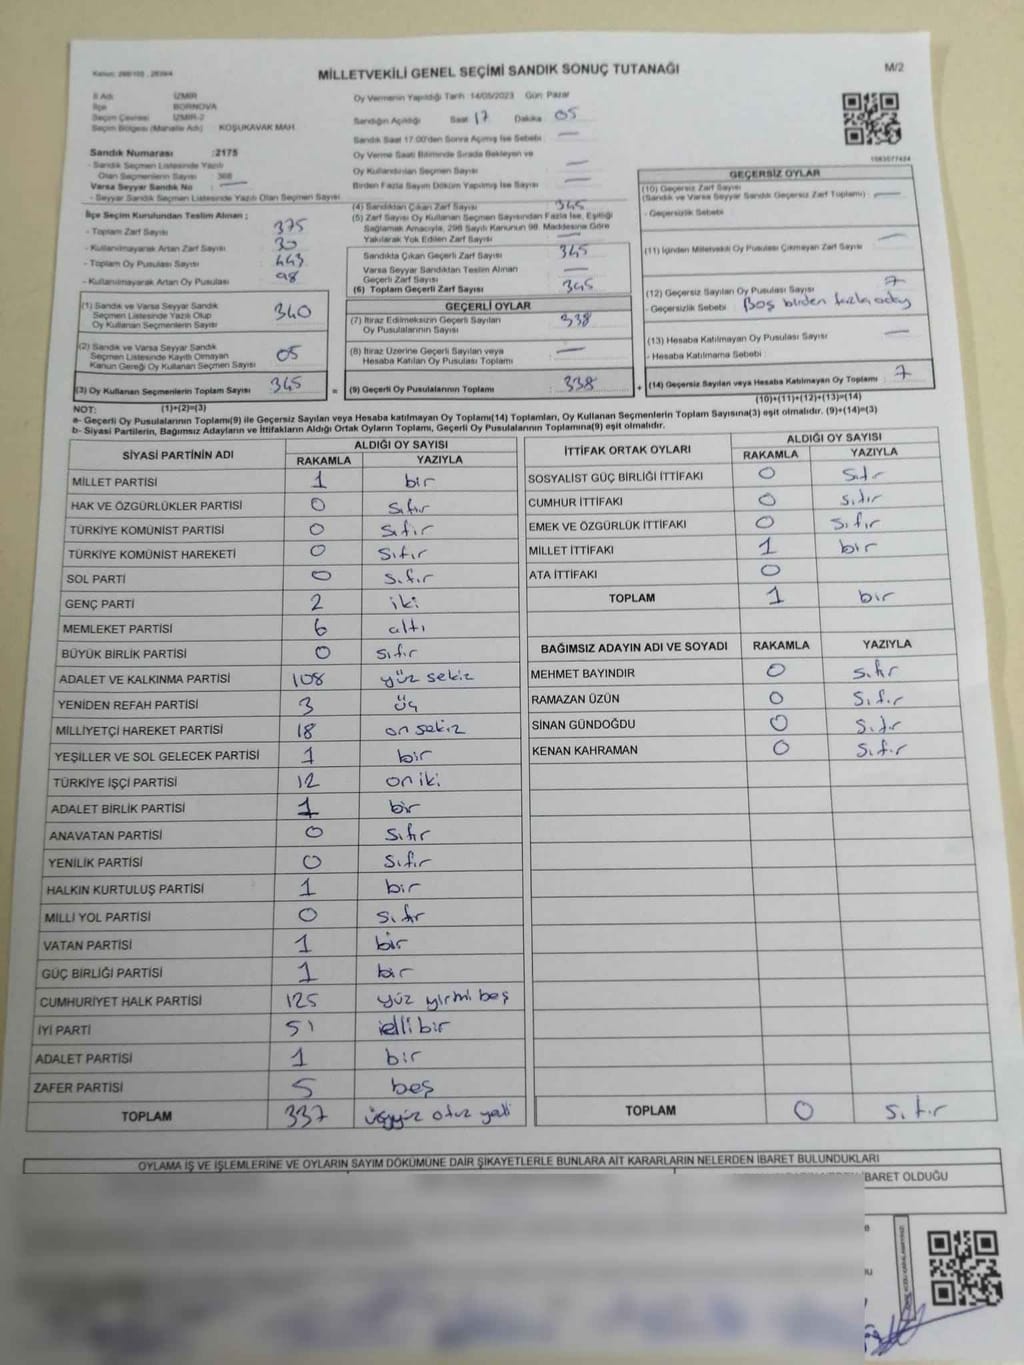 Kanun: 298/105 , 2839/4
MİLLETVEKİLİ GENEL SEÇİMİ SANDIK SONUÇ TUTANAĞI
M/2
İl Adı : İZMİR
İlçe : BORNOVA
Seçim Çevresi : İZMİR-2
Seçim Bölgesi (Mahalle Adı) : KOŞUKAVAK MAH.
Sandık Numarası :2175
- Sandık Seçmen Listesinde Yazılı
Olan Seçmenlerin Sayısı : 368
Varsa Seyyar Sandık No : —
- Seyyar Sandık Seçmen Listesinde Yazılı Olan Seçmen Sayısı
İlçe Seçim Kurulundan Teslim Alınan ;
- Toplam Zarf Sayısı : 375
- Kullanılmayarak Artan Zarf Sayısı : 30
- Toplam Oy Pusulası Sayısı : 443
- Kullanılmayarak Artan Oy Pusulası : 98
(1) Sandık ve Varsa Seyyar Sandık
Seçmen Listesinde Yazılı Olup
Oy Kullanan Seçmenlerin Sayısı : 340
(2) Sandık ve Varsa Seyyar Sandık
Seçmen Listesinde Kayıtlı Olmayan
Kanun Gereği Oy Kullanan Seçmen Sayısı : 05
(3) Oy Kullanan Seçmenlerin Toplam Sayısı : 345
Oy Vermenin Yapıldığı Tarih :14/05/2023 Gün: Pazar
Sandığın Açıldığı Saat 17 Dakika 05
Sandık Saat 17:00'den Sonra Açılmış İse Sebebi : —
Oy Verme Saati Bitiminde Sırada Bekleyen ve
Oy Kullandırılan Seçmen Sayısı : —
Birden Fazla Sayım Döküm Yapılmış İse Sayısı : —
(4) Sandıktan Çıkan Zarf Sayısı : 345
(5) Zarf Sayısı Oy Kullanan Seçmen Sayısından Fazla İse, Eşitliği
Sağlamak Amacıyla, 298 Sayılı Kanunun 98. Maddesine Göre
Yakılarak Yok Edilen Zarf Sayısı : —
Sandıkta Çıkan Geçerli Zarf Sayısı : 345
Varsa Seyyar Sandıktan Teslim Alınan
Geçerli Zarf Sayısı : —
(6) Toplam Geçerli Zarf Sayısı : 345
GEÇERLİ OYLAR
(7) İtiraz Edilmeksizin Geçerli Sayılan
Oy Pusulalarının Sayısı : 338
(8) İtiraz Üzerine Geçerli Sayılan veya
Hesaba Katılan Oy Pusulası Toplamı : —
= (9) Geçerli Oy Pusulalarının Toplamı : 338
1083077424
GEÇERSİZ OYLAR
(10) Geçersiz Zarf Sayısı
(Sandık ve Varsa Seyyar Sandık Geçersiz Zarf Toplamı) : —
- Geçersizlik Sebebi :
(11) İçinden Milletvekili Oy Pusulası Çıkmayan Zarf Sayısı : —
(12) Geçersiz Sayılan Oy Pusulası Sayısı : 7
- Geçersizlik Sebebi : Boş birden fazla aday
(13) Hesaba Katılmayan Oy Pusulası Sayısı : —
- Hesaba Katılmama Sebebi :
+ (14) Geçersiz Sayılan veya Hesaba Katılmayan Oy Toplamı : 7
NOT: (1)+(2)=(3)
(10)+(11)+(12)+(13)=(14)
a- Geçerli Oy Pusulaları Toplamı(9) ile Geçersiz Sayılan veya Hesaba katılmayan Oy Toplamı(14) Toplamları, Oy Kullanan Seçmenlerin Toplam Sayısına(3) eşit olmalıdır. (9)+(14)=(3)
b- Siyasi Partilerin, Bağımsız Adayların ve İttifakların Aldığı Ortak Oyların Toplamı, Geçerli Oy Pusulalarının Toplamına(9) eşit olmalıdır.
SİYASİ PARTİNİN ADI ALDIĞI OY SAYISI
RAKAMLA YAZIYLA
MİLLET PARTİSİ 1 bir
HAK VE ÖZGÜRLÜKLER PARTİSİ 0 sıfır
TÜRKİYE KOMÜNİST PARTİSİ 0 sıfır
TÜRKİYE KOMÜNİST HAREKETİ 0 sıfır
SOL PARTİ 0 sıfır
GENÇ PARTİ 2 iki
MEMLEKET PARTİSİ 6 altı
BÜYÜK BİRLİK PARTİSİ 0 sıfır
ADALET VE KALKINMA PARTİSİ 108 yüz sekiz
YENİDEN REFAH PARTİSİ 3 üç
MİLLİYETÇİ HAREKET PARTİSİ 18 on sekiz
YEŞİLLER VE SOL GELECEK PARTİSİ 1 bir
TÜRKİYE İŞÇİ PARTİSİ 12 on iki
ADALET BİRLİK PARTİSİ 1 bir
ANAVATAN PARTİSİ 0 sıfır
YENİLİK PARTİSİ 0 sıfır
HALKIN KURTULUŞ PARTİSİ 1 bir
MİLLİ YOL PARTİSİ 0 sıfır
VATAN PARTİSİ 1 bir
GÜÇ BİRLİĞİ PARTİSİ 1 bir
CUMHURİYET HALK PARTİSİ 125 yüz yirmi beş
İYİ PARTİ 51 elli bir
ADALET PARTİSİ 1 bir
ZAFER PARTİSİ 5 beş
TOPLAM 337 üçyüz otuz yedi
İTTİFAK ORTAK OYLARI ALDIĞI OY SAYISI
RAKAMLA YAZIYLA
SOSYALİST GÜÇ BİRLİĞİ İTTİFAKI 0 sıfır
CUMHUR İTTİFAKI 0 sıfır
EMEK VE ÖZGÜRLÜK İTTİFAKI 0 sıfır
MİLLET İTTİFAKI 1 bir
ATA İTTİFAKI 0
TOPLAM 1 bir
BAĞIMSIZ ADAYIN ADI VE SOYADI RAKAMLA YAZIYLA
MEHMET BAYINDIR 0 sıfır
RAMAZAN ÜZÜN 0 sıfır
SİNAN GÜNDOĞDU 0 sıfır
KENAN KAHRAMAN 0 sıfır
TOPLAM 0 sıfır
OYLAMA İŞ VE İŞLEMLERİNE VE OYLARIN SAYIM DÖKÜMÜNE DAİR ŞİKAYETLERLE BUNLARA AİT KARARLARIN NELERDEN İBARET BULUNDUKLARI
İBARET OLDUĞU